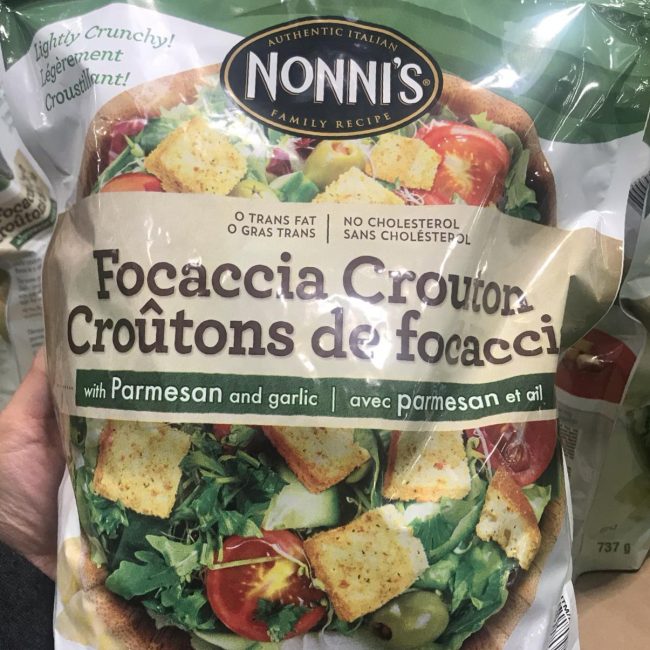 Lightly Crunchy!
Légèrement
Croustillant!
AUTHENTIC ITALIAN
NONNI'S®
FAMILY RECIPE
0 TRANS FAT | NO CHOLESTEROL
0 GRAS TRANS | SANS CHOLÉSTEROL
Focaccia Crouton
Croûtons de focacci
with Parmesan and garlic | avec parmesan et ail
737 g